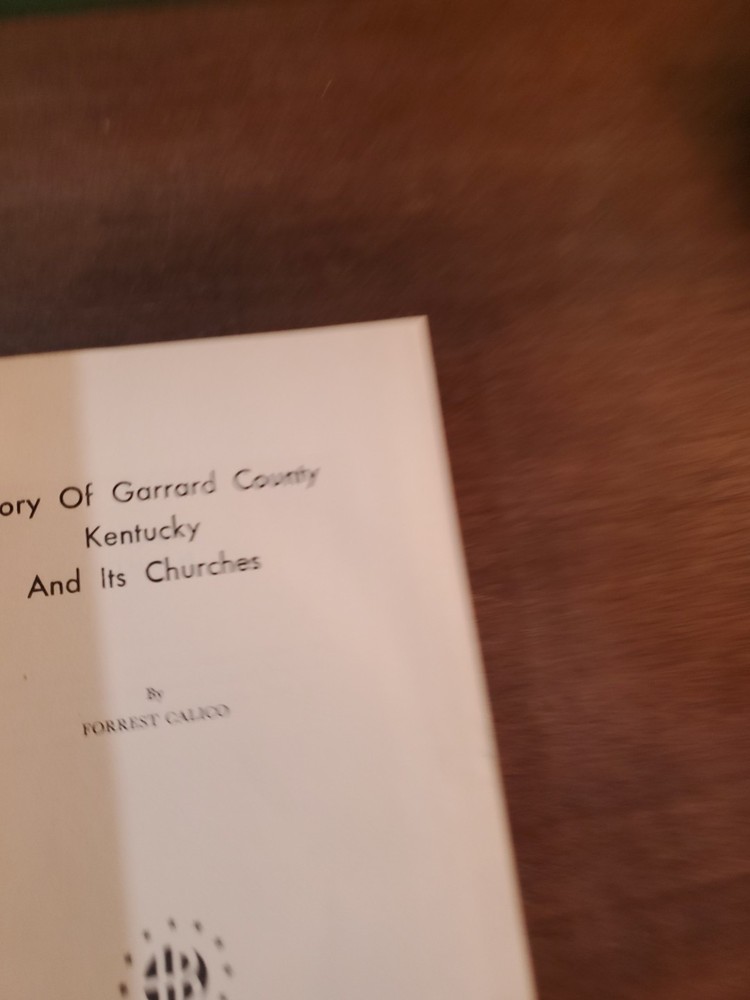 ory Of Garrard County
Kentucky
And Its Churches
By
FORREST CALICO